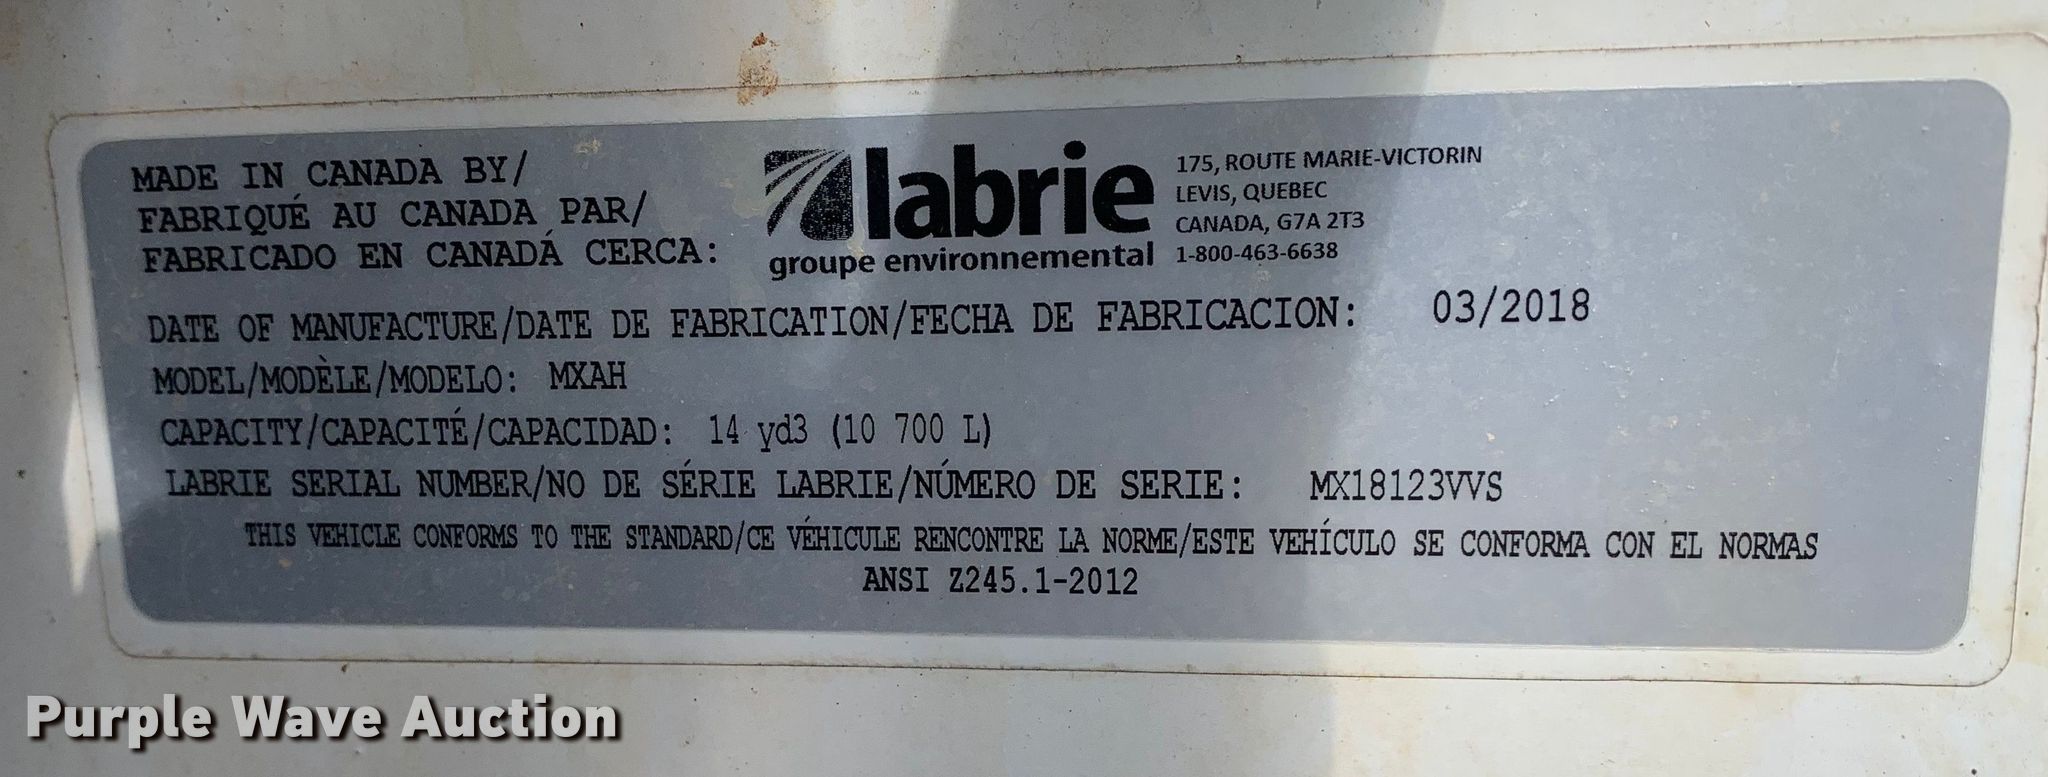 MADE IN CANADA BY/
FABRIQUÉ AU CANADA PAR/
FABRICADO EN CANADÁ CERCA:
labrie
groupe environnemental
175, ROUTE MARIE-VICTORIN
LEVIS, QUEBEC
CANADA, G7A 2T3
1-800-463-6638
DATE OF MANUFACTURE/DATE DE FABRICATION/FECHA DE FABRICACION: 03/2018
MODEL/MODÈLE/MODELO: MXAH
CAPACITY/CAPACITÉ/CAPACIDAD: 14 yd3 (10 700 L)
LABRIE SERIAL NUMBER/NO DE SÉRIE LABRIE/NÚMERO DE SERIE: MX18123VVS
THIS VEHICLE CONFORMS TO THE STANDARD/CE VÉHICULE RENCONTRE LA NORME/ESTE VEHÍCULO SE CONFORMA CON EL NORMAS
ANSI Z245.1-2012
Purple Wave Auction